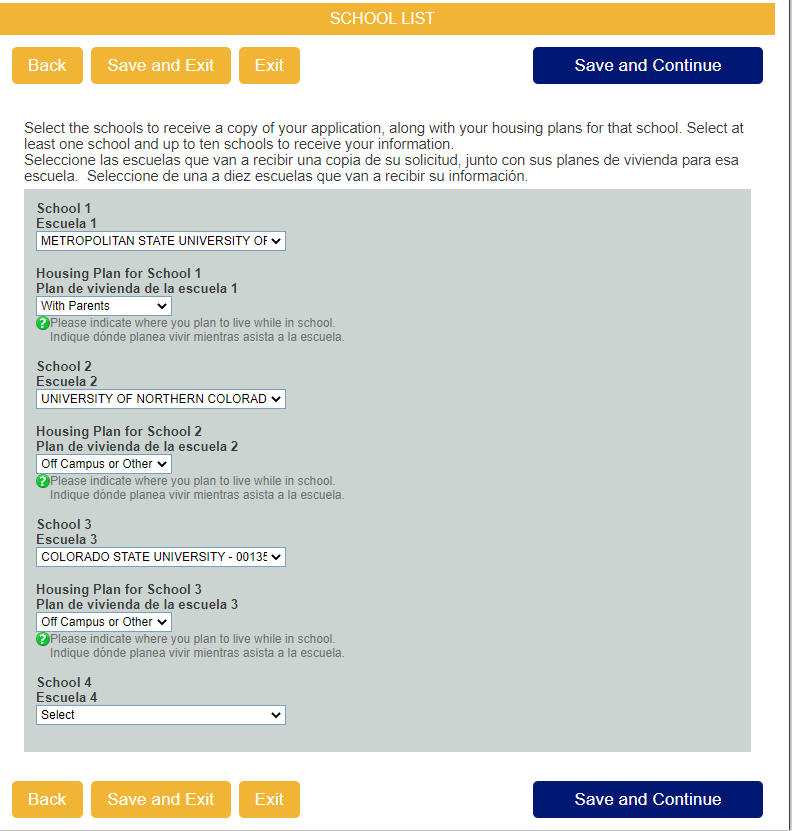 SCHOOL LIST
Back Save and Exit Exit Save and Continue
Select the schools to receive a copy of your application, along with your housing plans for that school. Select at
least one school and up to ten schools to receive your information.
Seleccione las escuelas que van a recibir una copia de su solicitud, junto con sus planes de vivienda para esa
escuela. Seleccione de una a diez escuelas que van a recibir su información.
School 1
Escuela 1
METROPOLITAN STATE UNIVERSITY OF
Housing Plan for School 1
Plan de vivienda de la escuela 1
With Parents
?Please indicate where you plan to live while in school.
Indique dónde planea vivir mientras asista a la escuela.
School 2
Escuela 2
UNIVERSITY OF NORTHERN COLORAD
Housing Plan for School 2
Plan de vivienda de la escuela 2
Off Campus or Other
?Please indicate where you plan to live while in school.
Indique dónde planea vivir mientras asista a la escuela.
School 3
Escuela 3
COLORADO STATE UNIVERSITY - 00135
Housing Plan for School 3
Plan de vivienda de la escuela 3
Off Campus or Other
?Please indicate where you plan to live while in school.
Indique dónde planea vivir mientras asista a la escuela.
School 4
Escuela 4
Select
Back Save and Exit Exit Save and Continue